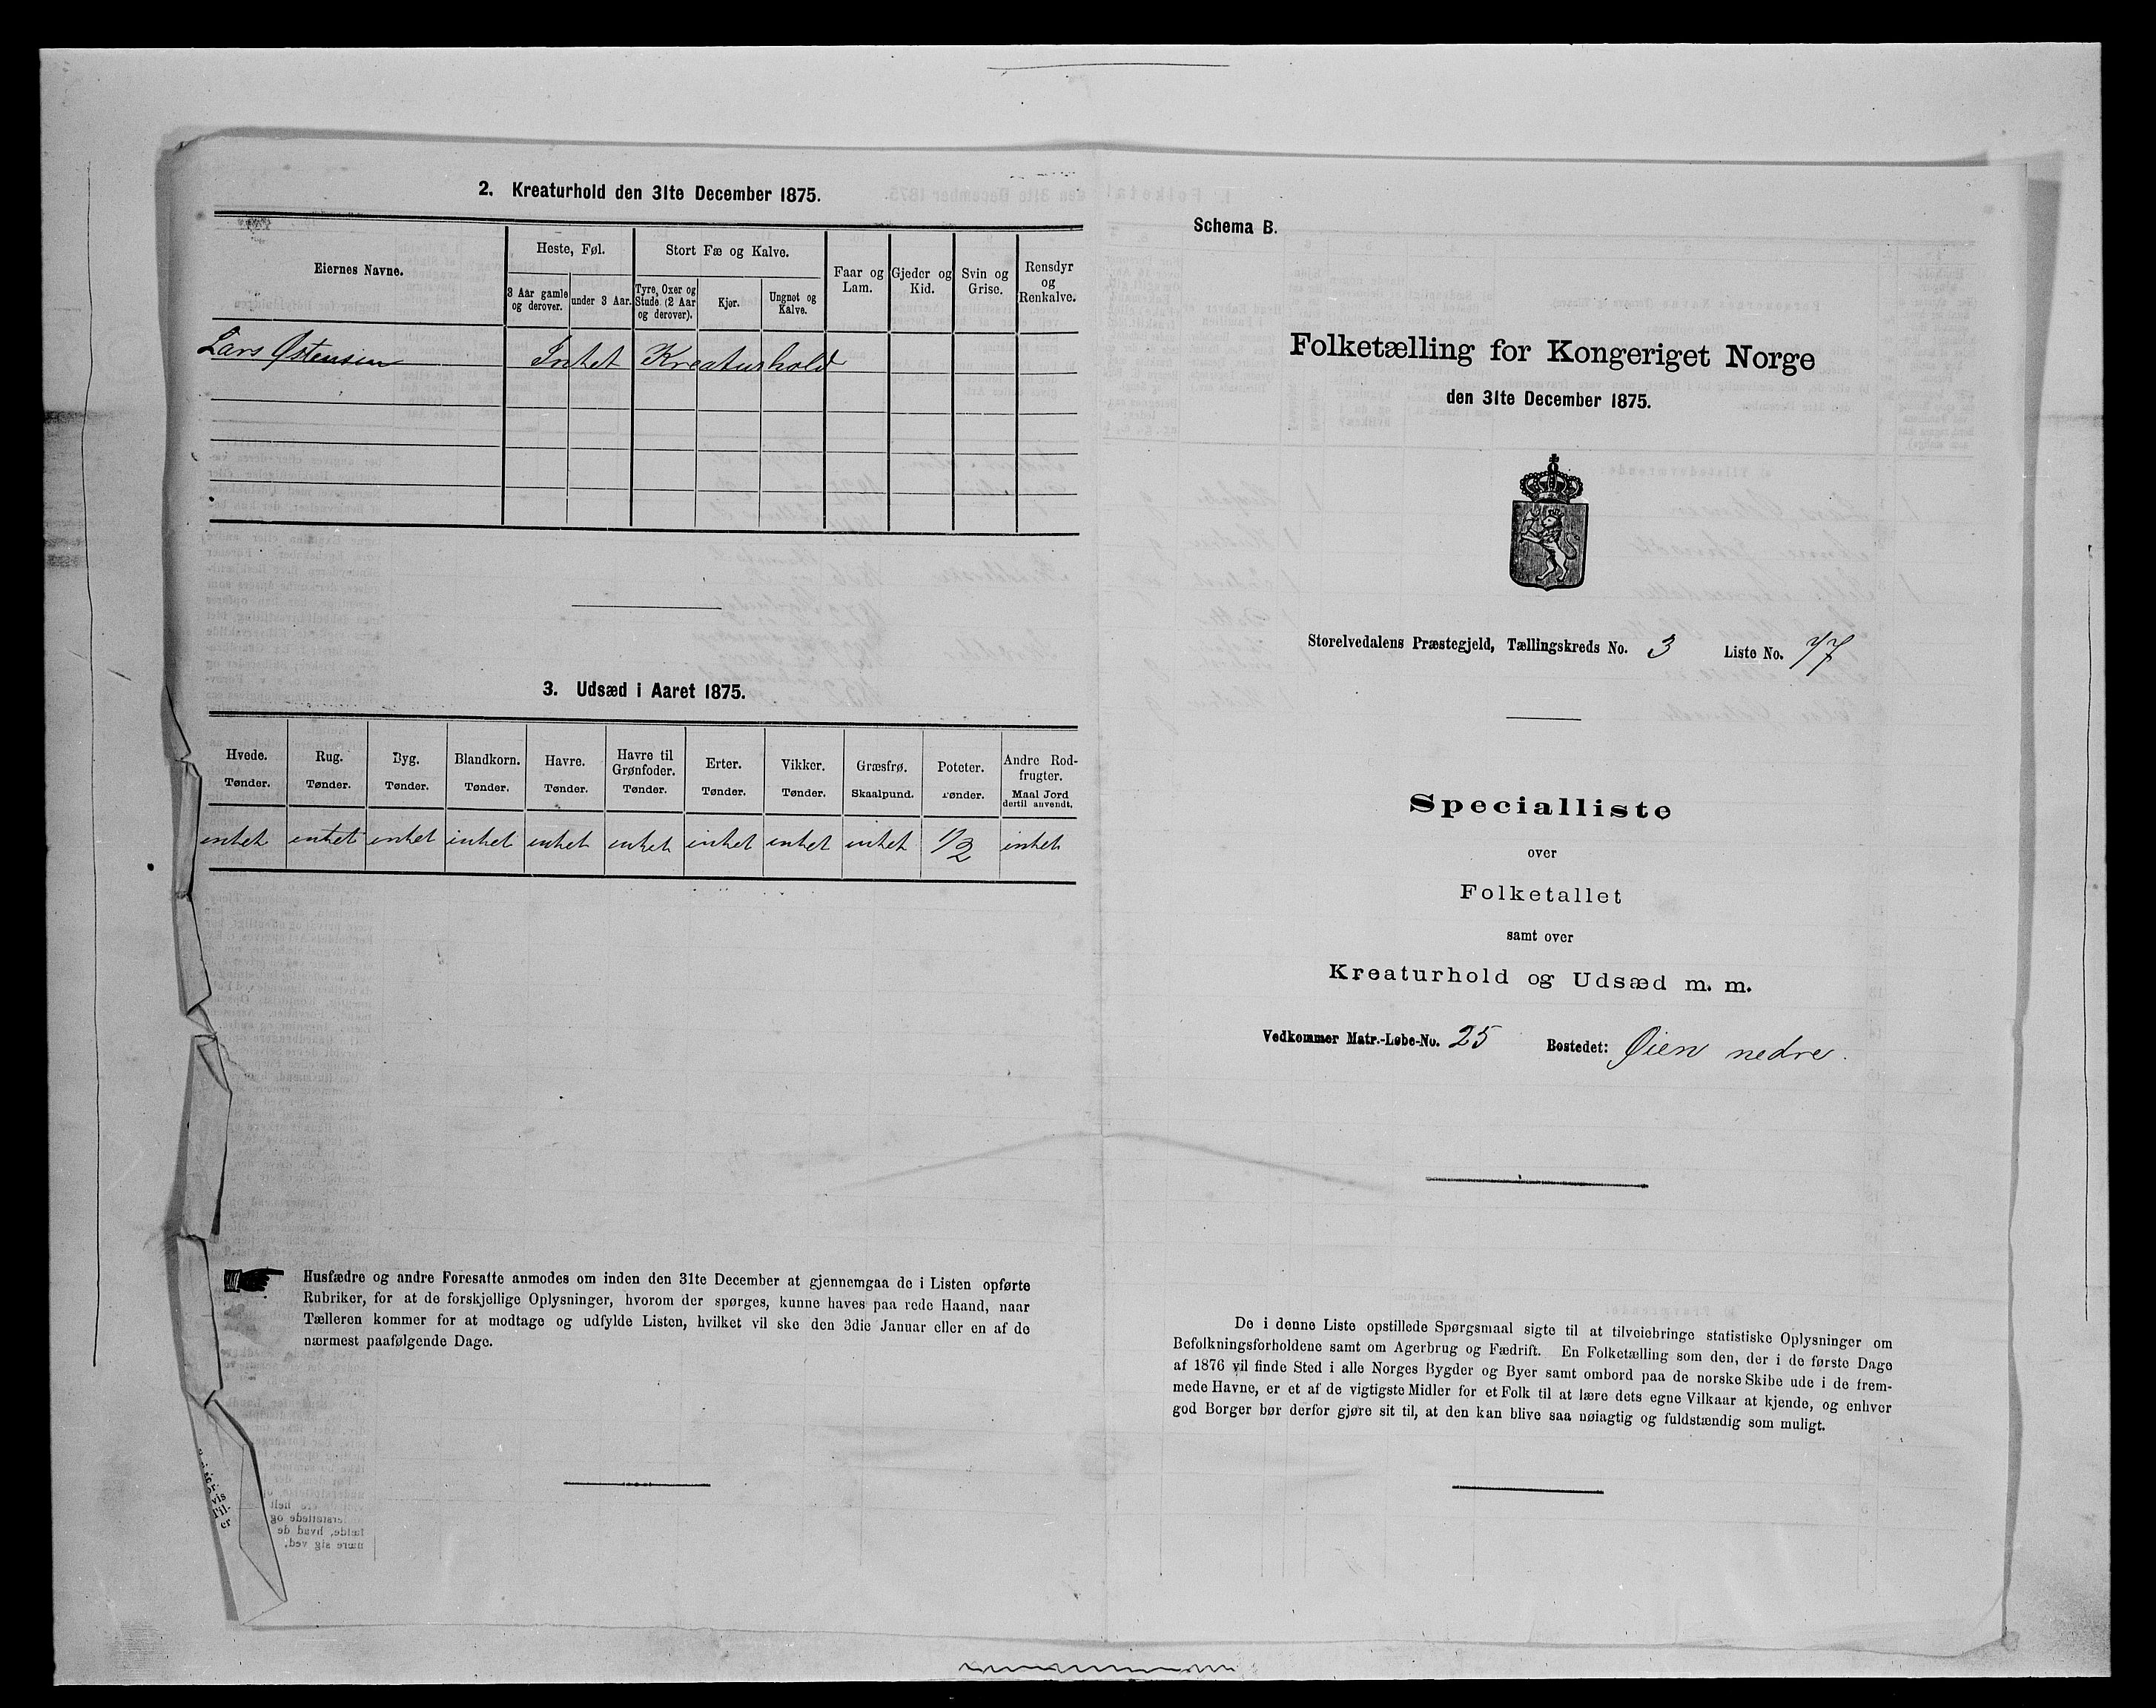 2. Kreaturhold den 31te December 1875.
Eiernes Navne.
Heste, Føl.
Stort Fæ og Kalve.
Faar og Lam.
Gjeder og Kid.
Svin og Grise.
Rensdyr og Renkalve.
3 Aar gamle og derover.
under 3 Aar.
Tyre, Oxer og Stude (2 Aar og derover).
Kjør.
Ungnøt og Kalve.
Lars Østensen Intet Kreaturhold
3. Udsæd i Aaret 1875.
Hvede. Tønder.
Rug. Tønder.
Byg. Tønder.
Blandkorn. Tønder.
Havre. Tønder.
Havre til Grønfoder. Tønder.
Erter. Tønder.
Vikker. Tønder.
Græsfrø. Skaalpund.
Poteter. Tønder.
Andre Rodfrugter. Maal Jord dertil anvendt.
intet intet intet intet intet intet intet intet intet 1/2 intet
Husfædre og andre Foresatte anmodes om inden den 31te December at gjennemgaa de i Listen opførte
Rubriker, for at de forskjellige Oplysninger, hvorom der spørges, kunne haves paa rede Haand, naar
Tælleren kommer for at modtage og udfylde Listen, hvilket vil ske den 3die Januar eller en af de
nærmest paafølgende Dage.
Schema B.
Folketælling for Kongeriget Norge
den 31te December 1875.
Storelvedalens Præstegjeld, Tællingskreds No. 3 Liste No. 77
Specialliste
over
Folketallet
samt over
Kreaturhold og Udsæd m. m.
Vedkommer Matr.-Løbe-No. 25 Bostedet: Øien nedre.
De i denne Liste opstillede Spørgsmaal sigte til at tilveiebringe statistiske Oplysninger om
Befolkningsforholdene samt om Agerbrug og Fædrift. En Folketælling som den, der i de første Dage
af 1876 vil finde Sted i alle Norges Bygder og Byer samt ombord paa de norske Skibe ude i de frem-
mede Havne, er et af de vigtigste Midler for et Folk til at lære dets egne Vilkaar at kjende, og enhver
god Borger bør derfor gjøre sit til, at den kan blive saa nøiagtig og fuldstændig som muligt.